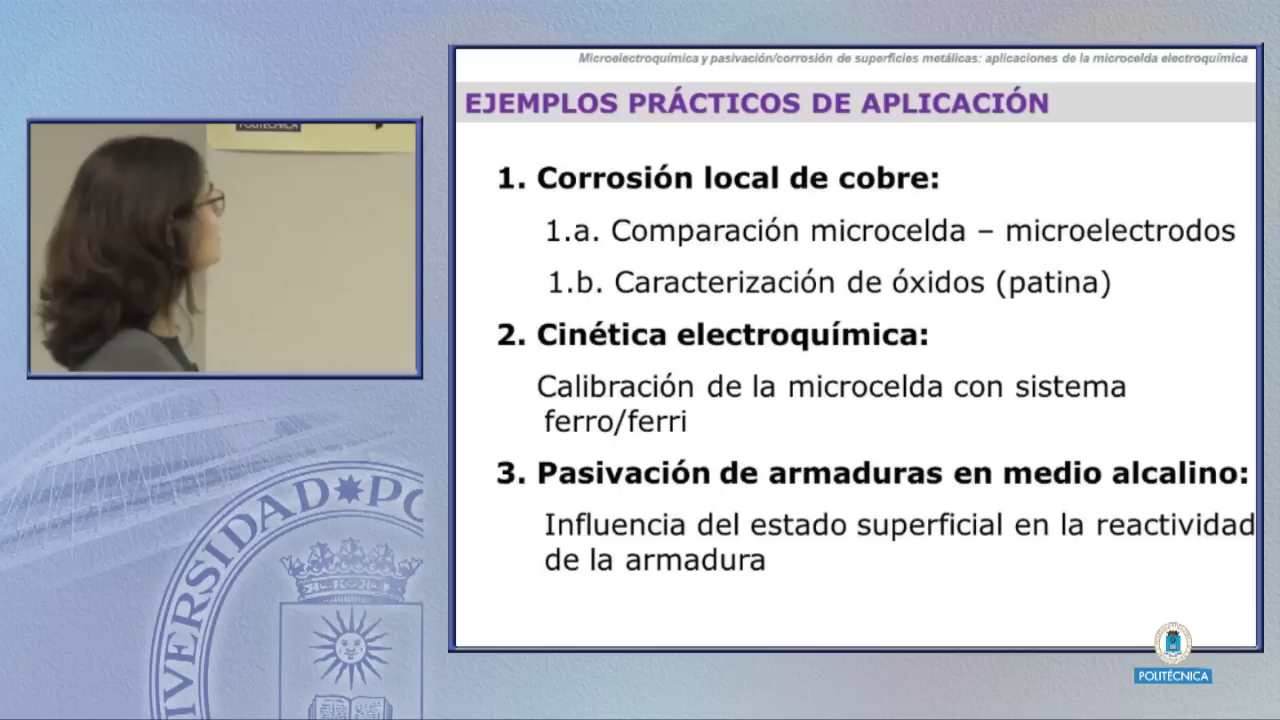 Microelectroquímica y pasivación/corrosión de superficies metálicas: aplicaciones de la microcelda electroquímica
EJEMPLOS PRÁCTICOS DE APLICACIÓN
1. Corrosión local de cobre:
1.a. Comparación microcelda – microelectrodos
1.b. Caracterización de óxidos (patina)
2. Cinética electroquímica:
Calibración de la microcelda con sistema
ferro/ferri
3. Pasivación de armaduras en medio alcalino:
Influencia del estado superficial en la reactividad
de la armadura
POLITÉCNICA
VERSIDAD PO
POLITÉCNICA